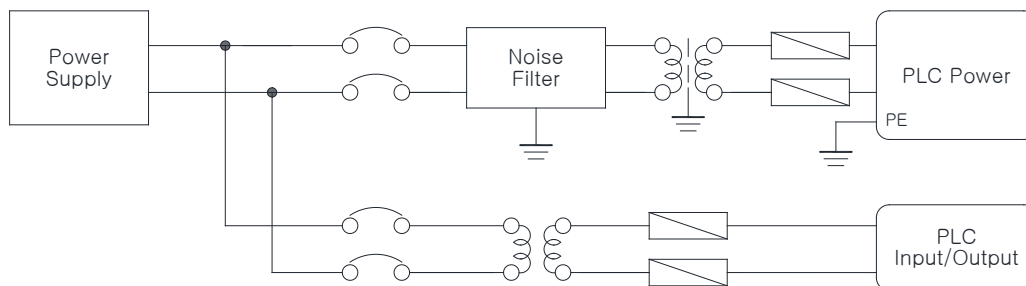 Power
Supply
Noise
Filter
PLC Power
PE
PLC
Input/Output